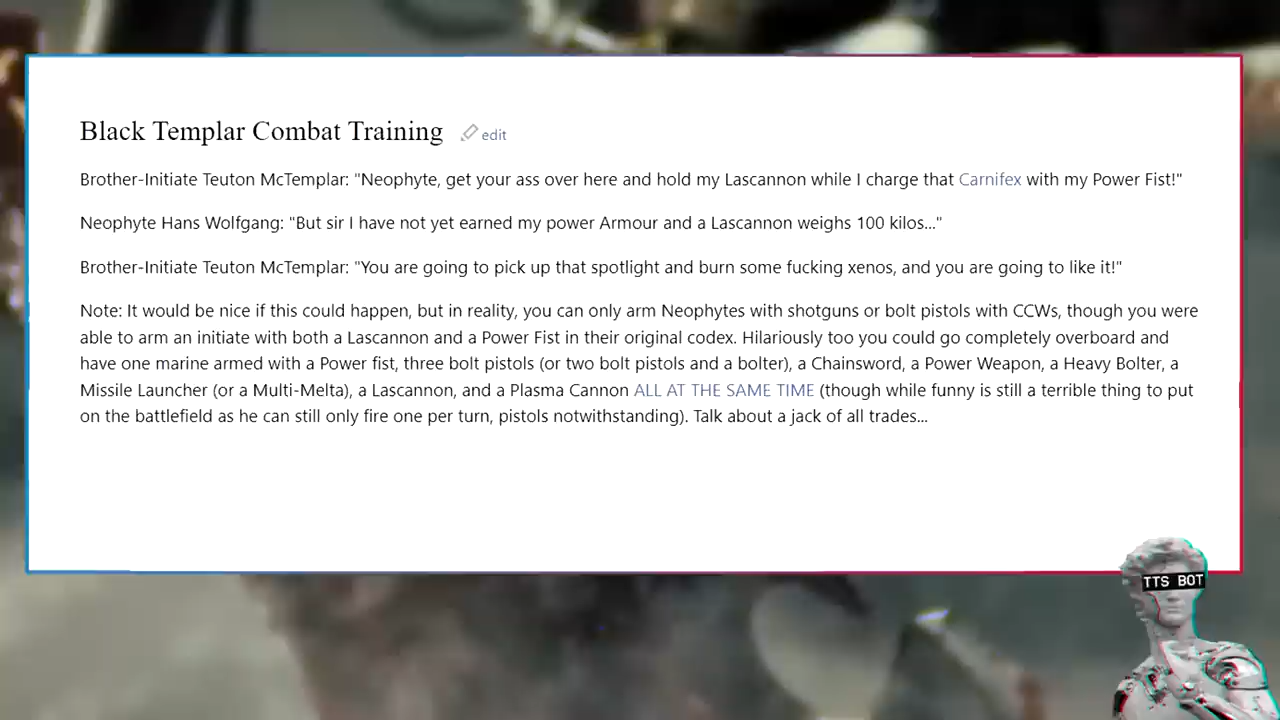 Black Templar Combat Training edit
Brother-Initiate Teuton McTemplar: "Neophyte, get your ass over here and hold my Lascannon while I charge that Carnifex with my Power Fist!"
Neophyte Hans Wolfgang: "But sir I have not yet earned my power Armour and a Lascannon weighs 100 kilos..."
Brother-Initiate Teuton McTemplar: "You are going to pick up that spotlight and burn some fucking xenos, and you are going to like it!"
Note: It would be nice if this could happen, but in reality, you can only arm Neophytes with shotguns or bolt pistols with CCWs, though you were
able to arm an initiate with both a Lascannon and a Power Fist in their original codex. Hilariously too you could go completely overboard and
have one marine armed with a Power fist, three bolt pistols (or two bolt pistols and a bolter), a Chainsword, a Power Weapon, a Heavy Bolter, a
Missile Launcher (or a Multi-Melta), a Lascannon, and a Plasma Cannon ALL AT THE SAME TIME (though while funny is still a terrible thing to put
on the battlefield as he can still only fire one per turn, pistols notwithstanding). Talk about a jack of all trades...
TTS BOT